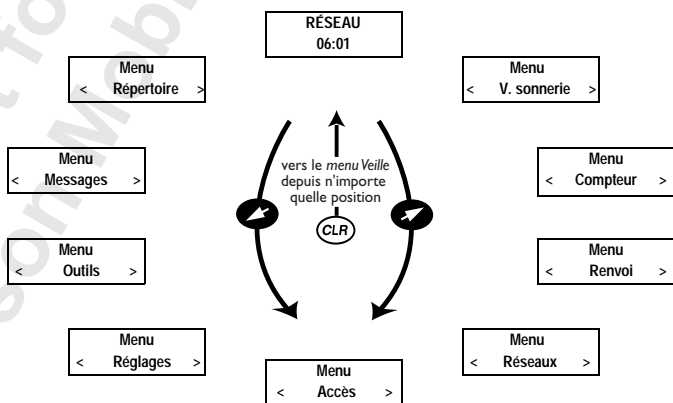 RÉSEAU
06:01
Menu
< Répertoire >
Menu
< V. sonnerie >
Menu
< Messages >
Menu
< Compteur >
vers le menu Veille
depuis n'importe
quelle position
CLR
Menu
< Outils >
Menu
< Renvoi >
Menu
< Réglages >
Menu
< Réseaux >
Menu
< Accès >